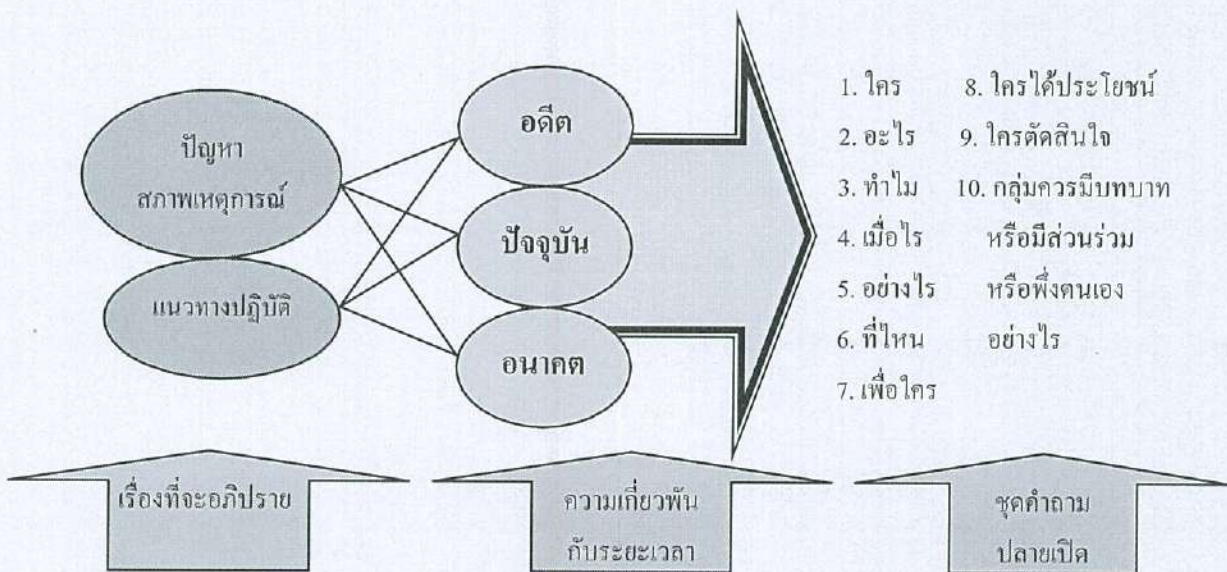 ปัญหา
สภาพเหตุการณ์
แนวทางปฏิบัติ
อดีต
ปัจจุบัน
อนาคต
1. ใคร
2. อะไร
3. ทำไม
4. เมื่อไร
5. อย่างไร
6. ที่ไหน
7. เพื่อใคร
8. ใครได้ประโยชน์
9. ใครตัดสินใจ
10. กลุ่มควรมีบทบาท
หรือมีส่วนร่วม
หรือพึ่งตนเอง
อย่างไร
เรื่องที่จะอภิปราย
ความเกี่ยวพัน
กับระยะเวลา
ชุดคำถาม
ปลายเปิด